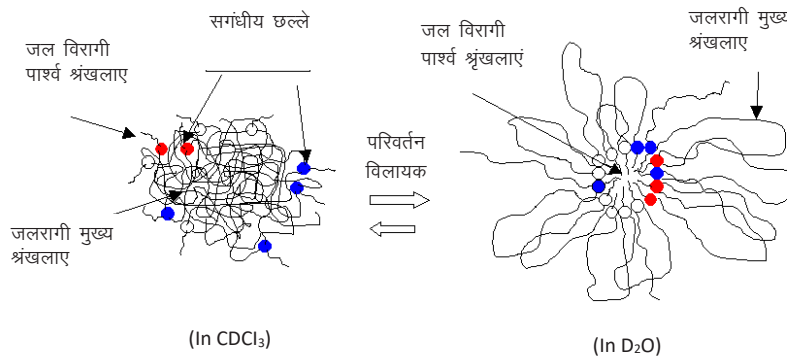 सगंधीय छल्ले
जल विरागी
पार्श्व श्रंखलाए
जलरागी मुख्य
श्रंखलाए
(In CDCl₃)
परिवर्तन
विलायक
जल विरागी
पार्श्व श्रृंखलाएं
जलरागी मुख्य
श्रंखलाए
(In D₂O)